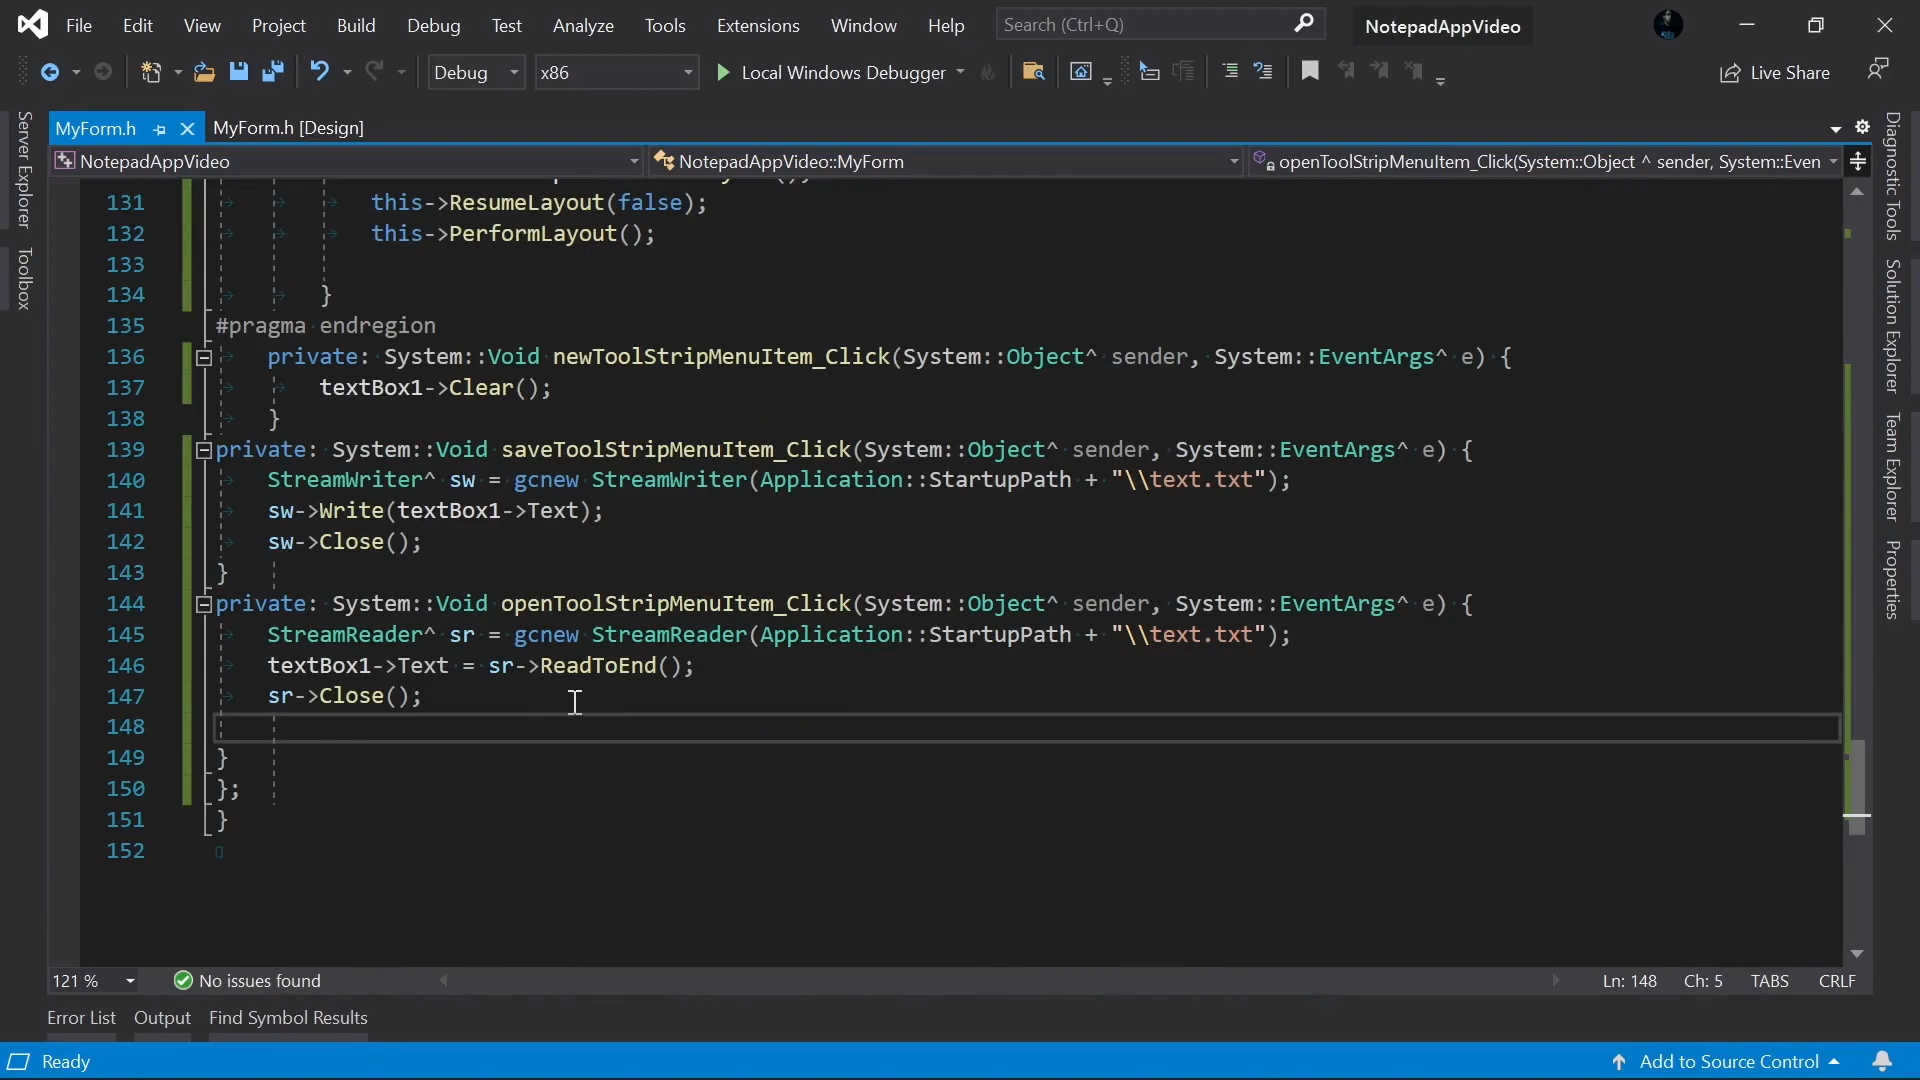 File Edit View Project Build Debug Test Analyze Tools Extensions Window Help Search (Ctrl+Q) NotepadAppVideo
Debug x86 Local Windows Debugger Live Share
MyForm.h MyForm.h [Design]
NotepadAppVideo NotepadAppVideo::MyForm openToolStripMenuItem_Click(System::Object ^ sender, System::Even
Server Explorer
Toolbox
131 this->ResumeLayout(false);
132 this->PerformLayout();
133
134 }
135 #pragma endregion
136 private: System::Void newToolStripMenuItem_Click(System::Object^ sender, System::EventArgs^ e) {
137 textBox1->Clear();
138 }
139 private: System::Void saveToolStripMenuItem_Click(System::Object^ sender, System::EventArgs^ e) {
140 StreamWriter^ sw = gcnew StreamWriter(Application::StartupPath + "\\text.txt");
141 sw->Write(textBox1->Text);
142 sw->Close();
143 }
144 private: System::Void openToolStripMenuItem_Click(System::Object^ sender, System::EventArgs^ e) {
145 StreamReader^ sr = gcnew StreamReader(Application::StartupPath + "\\text.txt");
146 textBox1->Text = sr->ReadToEnd();
147 sr->Close();
148
149 }
150 };
151 }
152
Diagnostic Tools
Solution Explorer
Team Explorer
Properties
121 % No issues found Ln: 148 Ch: 5 TABS CRLF
Error List Output Find Symbol Results
Ready Add to Source Control